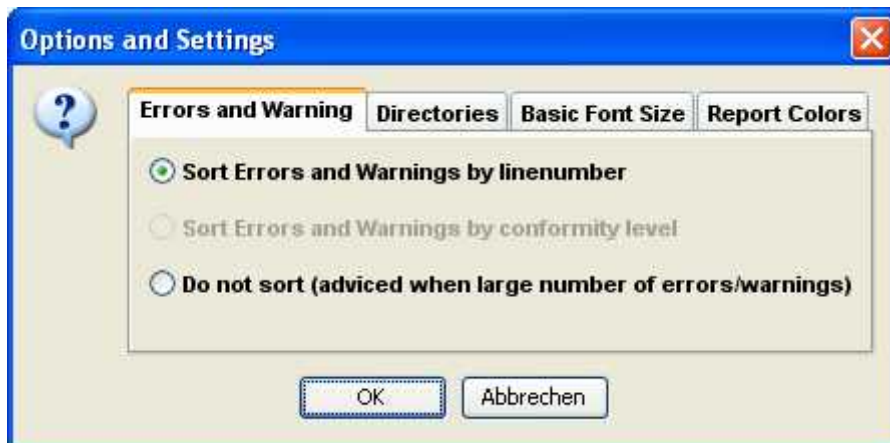 Options and Settings
?
Errors and Warning Directories Basic Font Size Report Colors
Sort Errors and Warnings by linenumber
Sort Errors and Warnings by conformity level
Do not sort (adviced when large number of errors/warnings)
OK Abbrechen